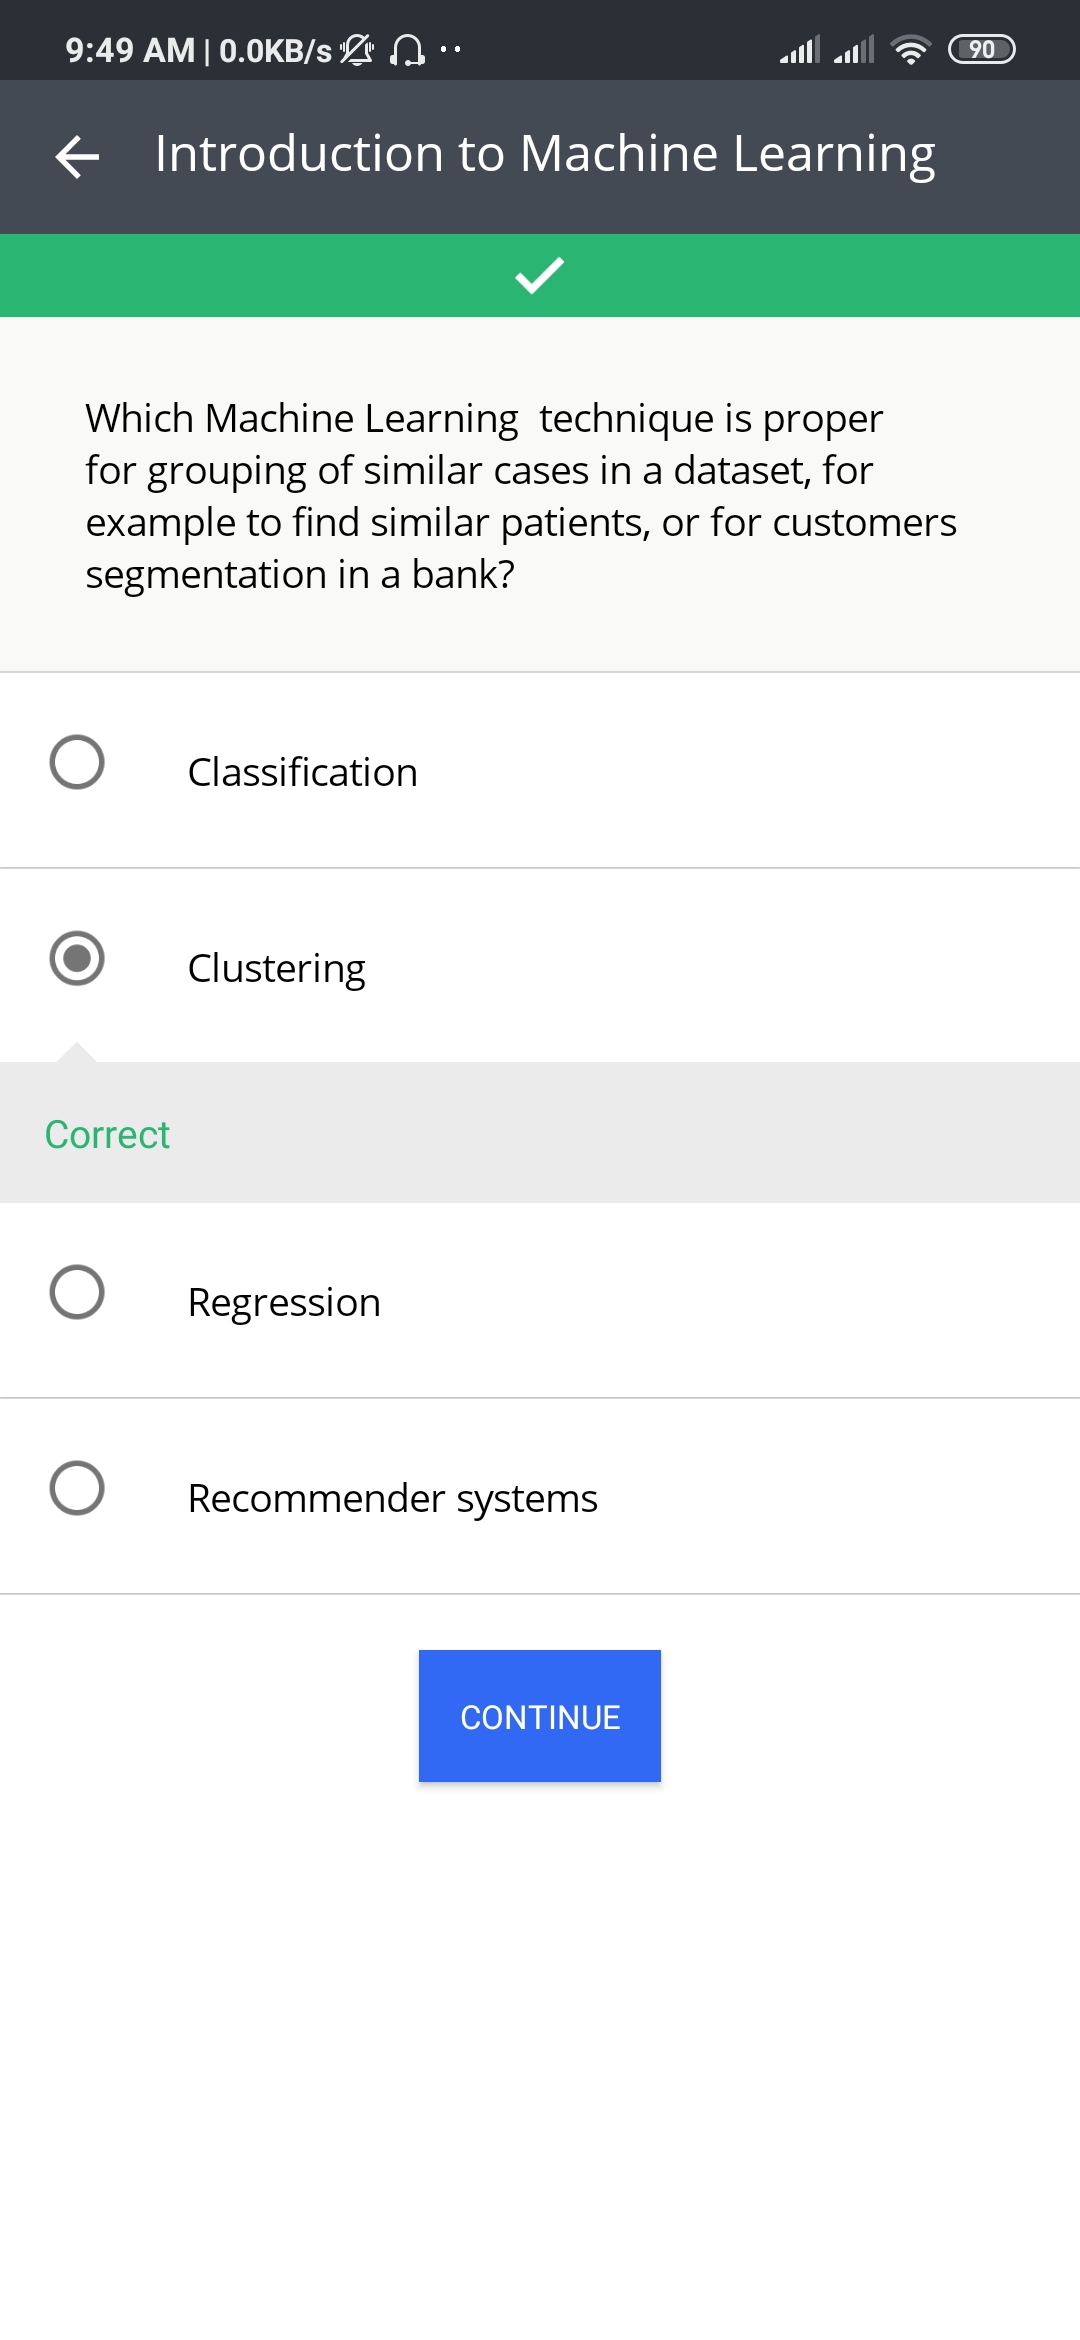 9:49 AM | 0.0KB/s
90
Introduction to Machine Learning
Which Machine Learning  technique is proper
for grouping of similar cases in a dataset, for
example to find similar patients, or for customers
segmentation in a bank?
Classification
Clustering
Correct
Regression
Recommender systems
CONTINUE